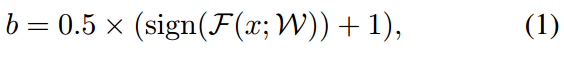 b = 0.5 × (sign(ℱ(x; 𝒲)) + 1), (1)